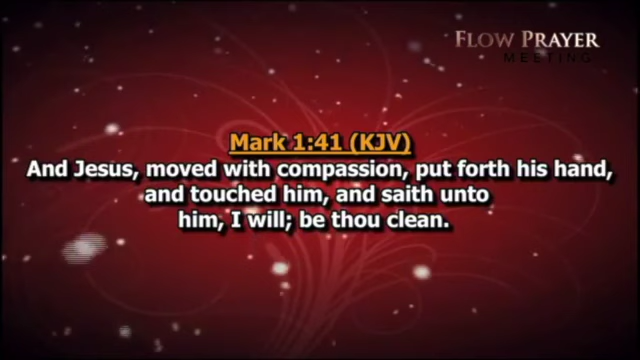 FLOW PRAYER
MEETING
Mark 1:41 (KJV)
And Jesus, moved with compassion, put forth his hand,
and touched him, and saith unto
him, I will; be thou clean.